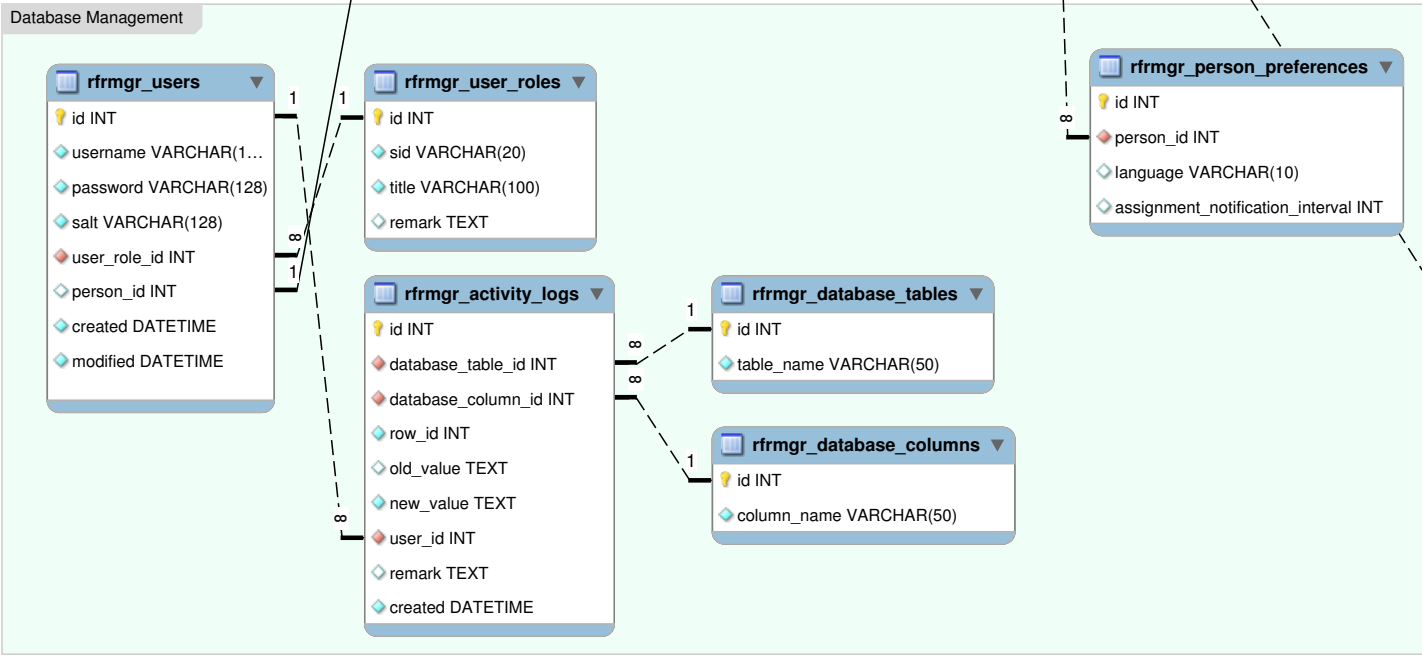 Database Management
rfrmgr_users
id INT
username VARCHAR(1…
password VARCHAR(128)
salt VARCHAR(128)
user_role_id INT
person_id INT
created DATETIME
modified DATETIME
1
∞
1
rfrmgr_user_roles
1
id INT
sid VARCHAR(20)
title VARCHAR(100)
remark TEXT
rfrmgr_activity_logs
id INT
database_table_id INT
database_column_id INT
row_id INT
old_value TEXT
new_value TEXT
user_id INT
remark TEXT
created DATETIME
∞
∞
∞
rfrmgr_database_tables
1
id INT
table_name VARCHAR(50)
rfrmgr_database_columns
1
id INT
column_name VARCHAR(50)
rfrmgr_person_preferences
∞
id INT
person_id INT
language VARCHAR(10)
assignment_notification_interval INT